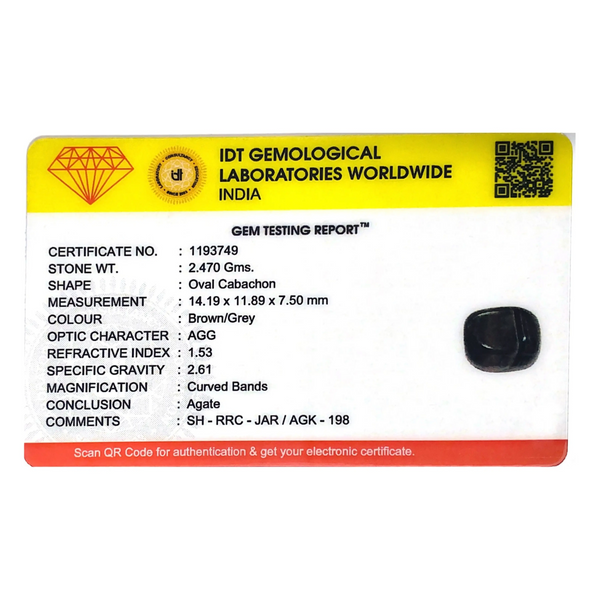 IDT GEMOLOGICAL
LABORATORIES WORLDWIDE
INDIA
GEM TESTING REPORT™
CERTIFICATE NO. : 1193749
STONE WT. : 2.470 Gms.
SHAPE : Oval Cabachon
MEASUREMENT : 14.19 x 11.89 x 7.50 mm
COLOUR : Brown/Grey
OPTIC CHARACTER : AGG
REFRACTIVE INDEX : 1.53
SPECIFIC GRAVITY : 2.61
MAGNIFICATION : Curved Bands
CONCLUSION : Agate
COMMENTS : SH - RRC - JAR / AGK - 198
Scan QR Code for authentication & get your electronic certificate.